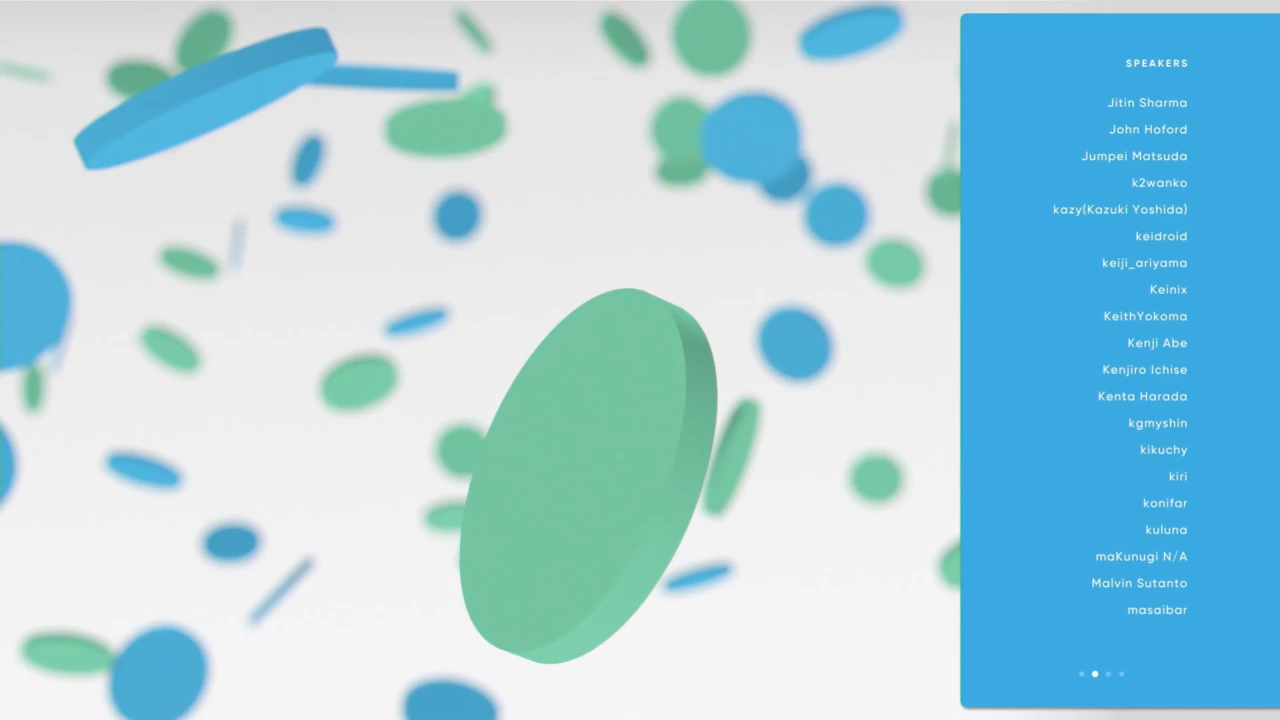 SPEAKERS
Jitin Sharma
John Hoford
Jumpei Matsuda
k2wanko
kazy(Kazuki Yoshida)
keidroid
keiji_ariyama
Keinix
KeithYokoma
Kenji Abe
Kenjiro Ichise
Kenta Harada
kgmyshin
kikuchy
kiri
konifar
kuluna
maKunugi N/A
Malvin Sutanto
masaibar